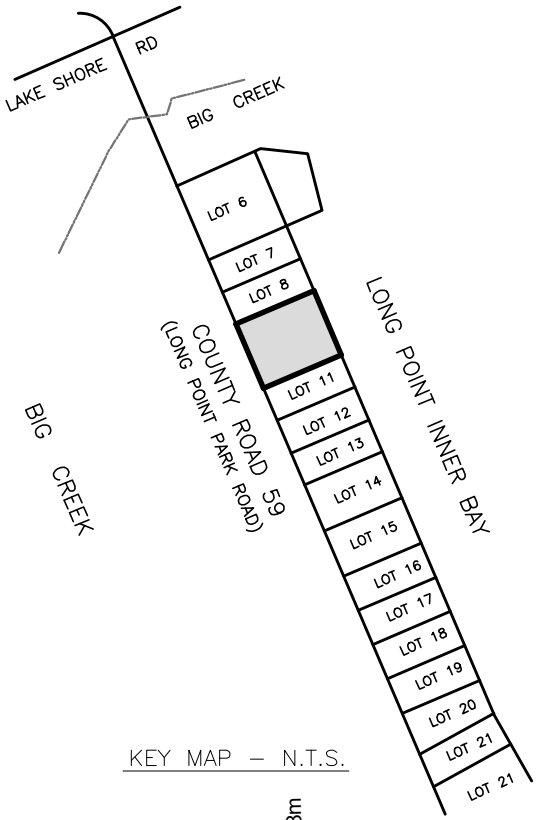 LAKE SHORE RD
BIG CREEK
LOT 6
LOT 7
LOT 8
COUNTY ROAD 59
(LONG POINT PARK ROAD)
LONG POINT INNER BAY
BIG CREEK
LOT 11
LOT 12
LOT 13
LOT 14
LOT 15
LOT 16
LOT 17
LOT 18
LOT 19
LOT 20
LOT 21
LOT 21
KEY MAP - N.T.S.